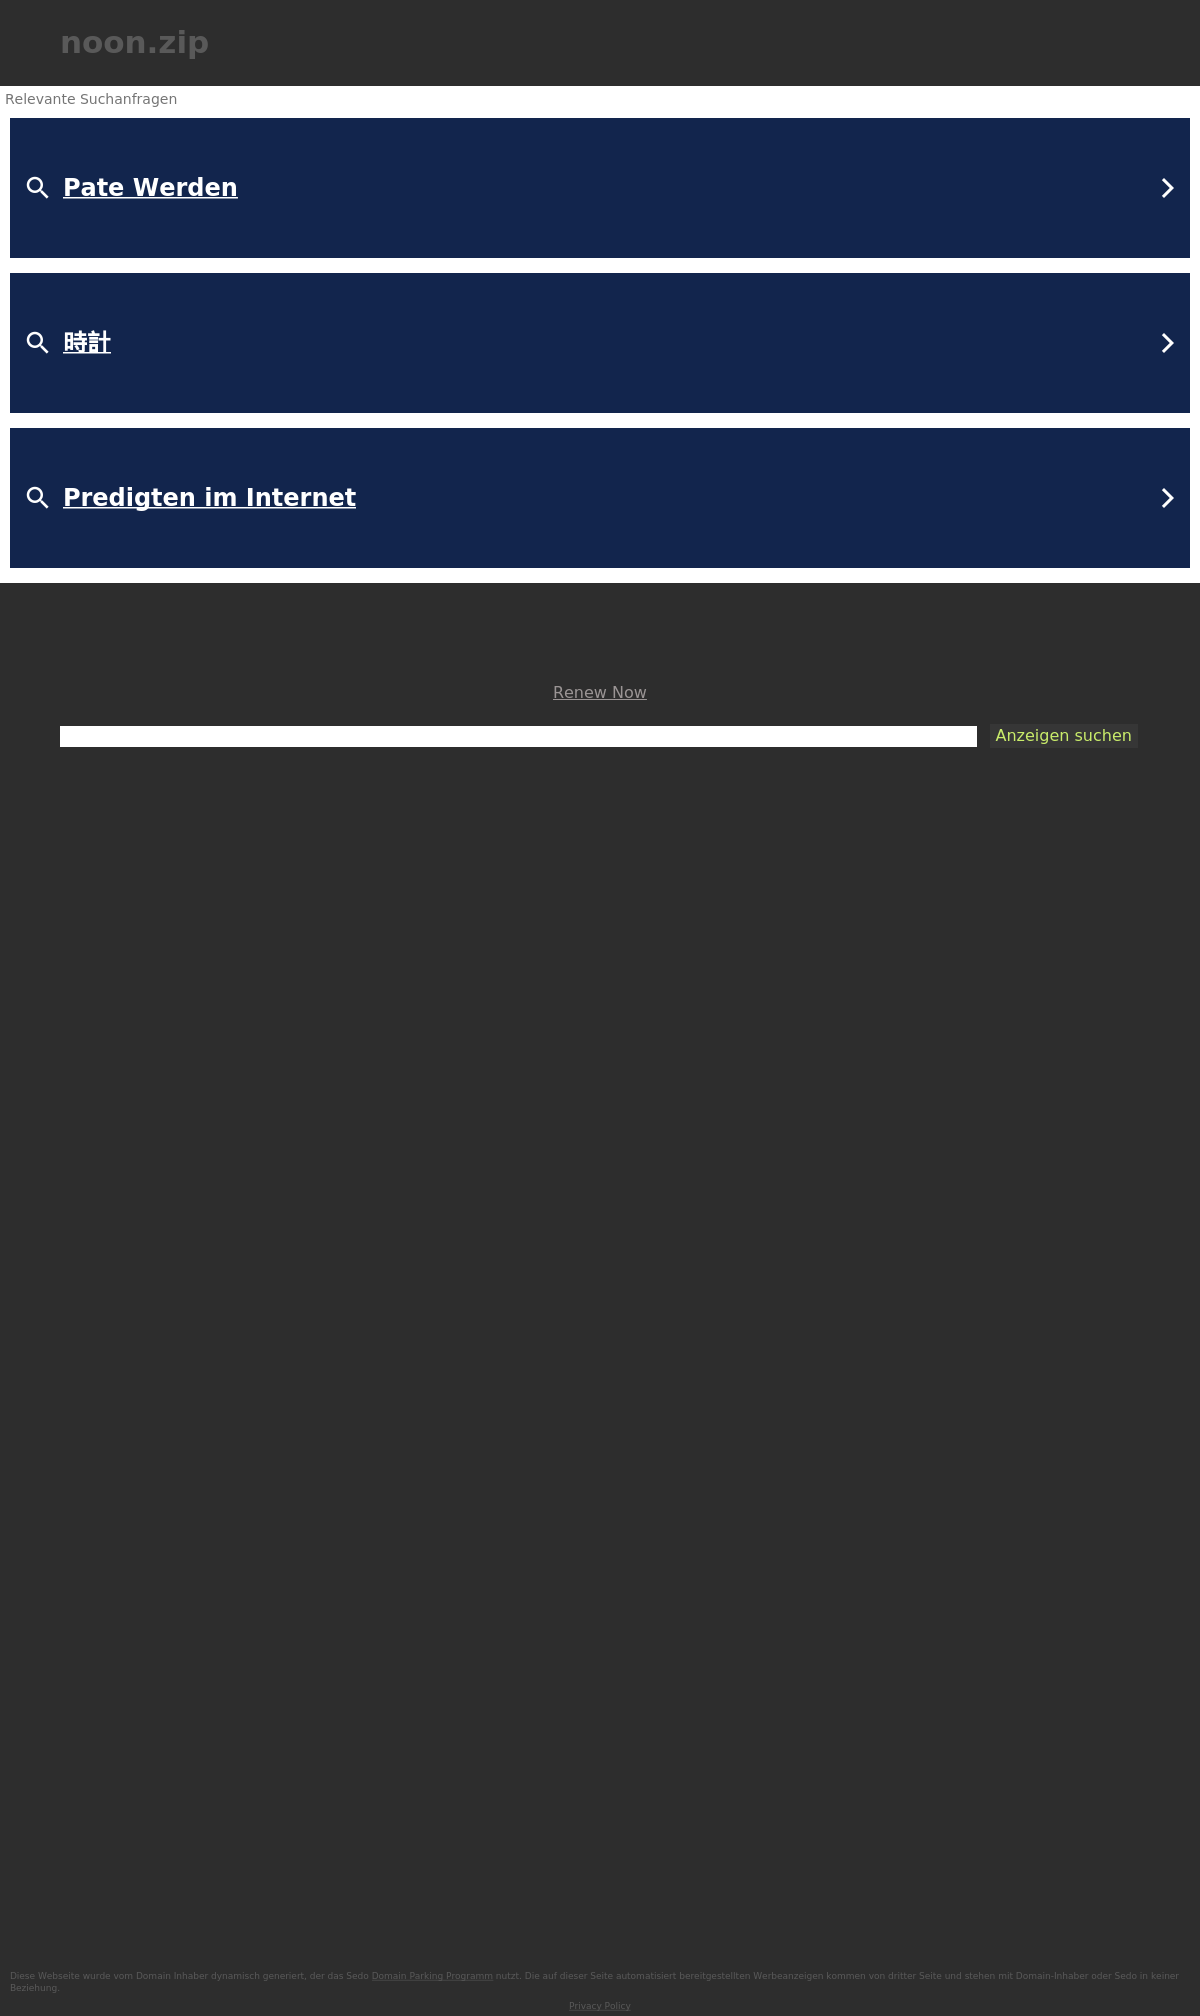 noon.zip
Relevante Suchanfragen
Pate Werden
時計
Predigten im Internet
Renew Now
Anzeigen suchen
Diese Webseite wurde vom Domain Inhaber dynamisch generiert, der das Sedo Domain Parking Programm nutzt. Die auf dieser Seite automatisiert bereitgestellten Werbeanzeigen kommen von dritter Seite und stehen mit Domain-Inhaber oder Sedo in keiner
Beziehung.
Privacy Policy